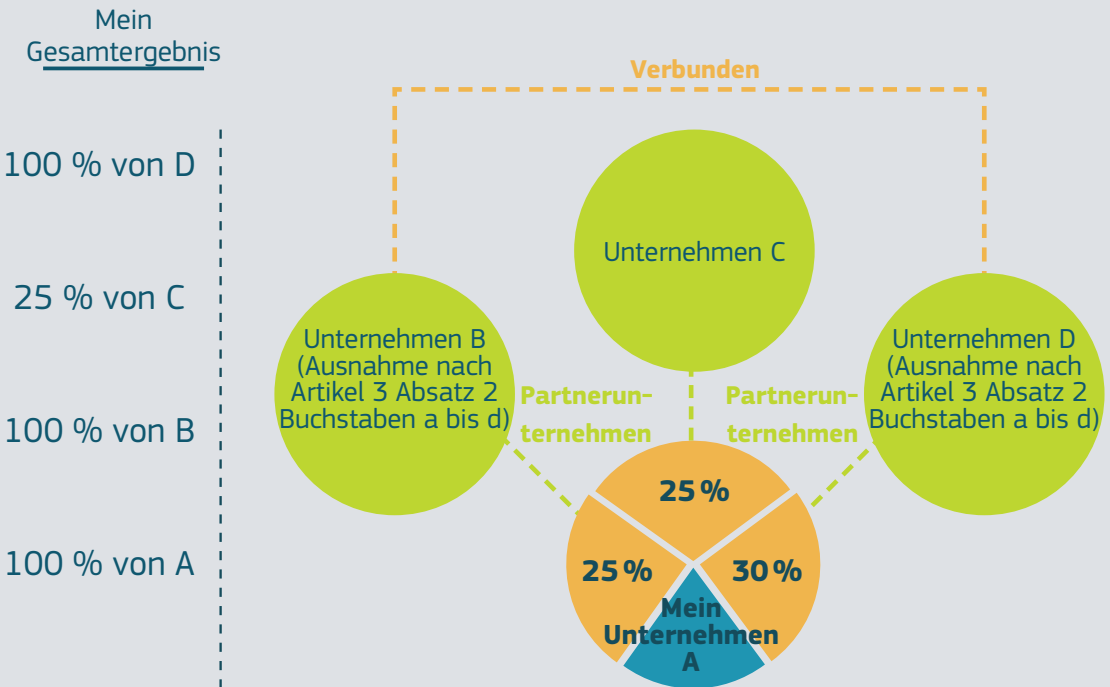 Mein
Gesamtergebnis
100 % von D
25 % von C
100 % von B
100 % von A
Verbunden
Unternehmen C
Unternehmen B
(Ausnahme nach
Artikel 3 Absatz 2
Buchstaben a bis d)
Partnerun-
ternehmen
Partnerun-
ternehmen
Unternehmen D
(Ausnahme nach
Artikel 3 Absatz 2
Buchstaben a bis d)
25 %
25 %
30 %
Mein
Unternehmen
A